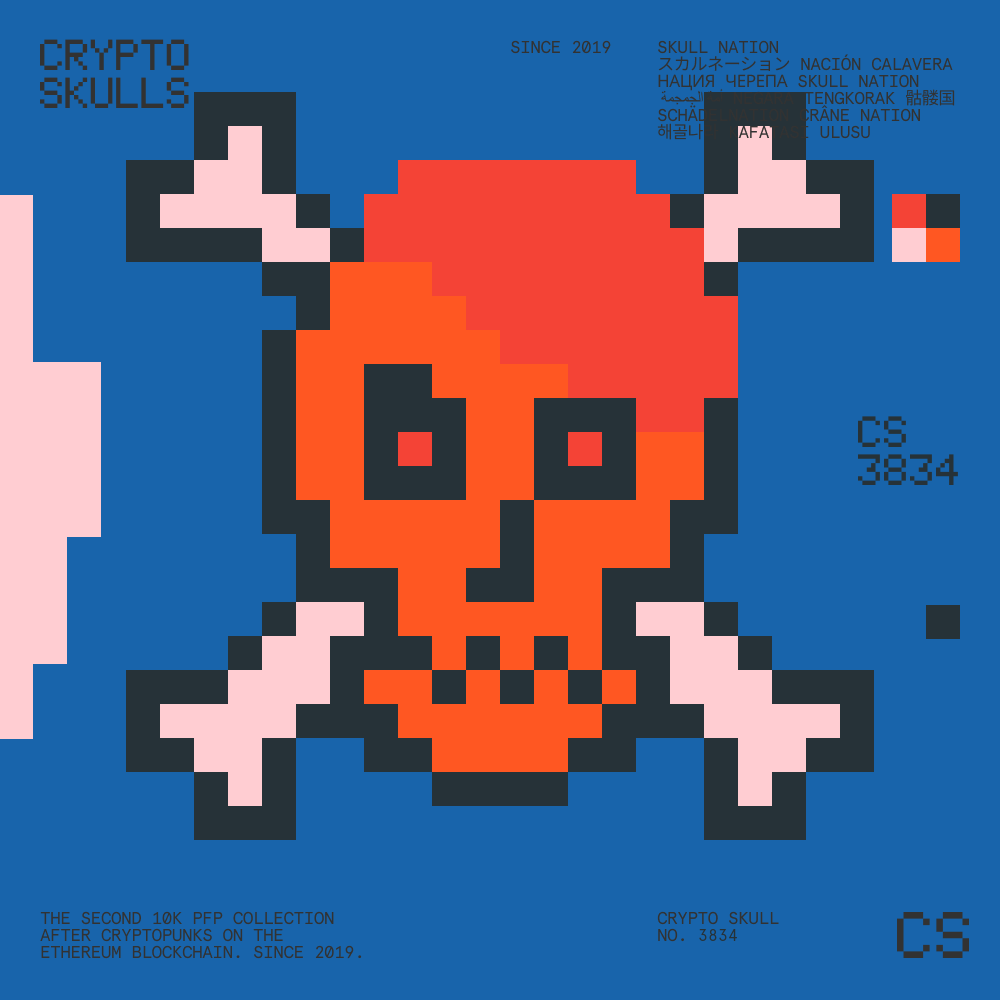 CRYPTO
SKULLS
SINCE 2019
SKULL NATION
スカルネーション NACIÓN CALAVERA
НАЦИЯ ЧЕРЕПА SKULL NATION
TENGKORAK 骷髅国
CRÂNE NATION
ULUSU
CS
3834
THE SECOND 10K PFP COLLECTION
AFTER CRYPTOPUNKS ON THE
ETHEREUM BLOCKCHAIN. SINCE 2019.
CRYPTO SKULL
NO. 3834
CS